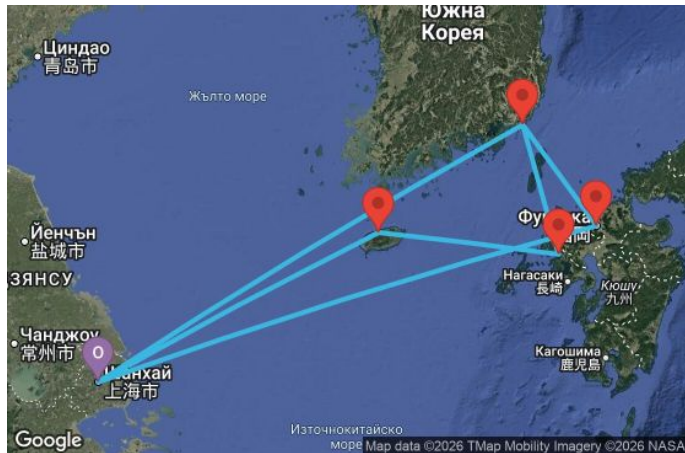 Южна
Корея
Циндао
青岛市
Жълто море
Йенчън
盐城市
ДЗЯНСУ
Чанджоу
常州市
O
Шанхай
上海市
Нагасаки
長崎
Кюшу
九州
Кагошима
鹿児島
Източнокитайско
море
Google
Map data ©2026 TMap Mobility Imagery ©2026 NASA